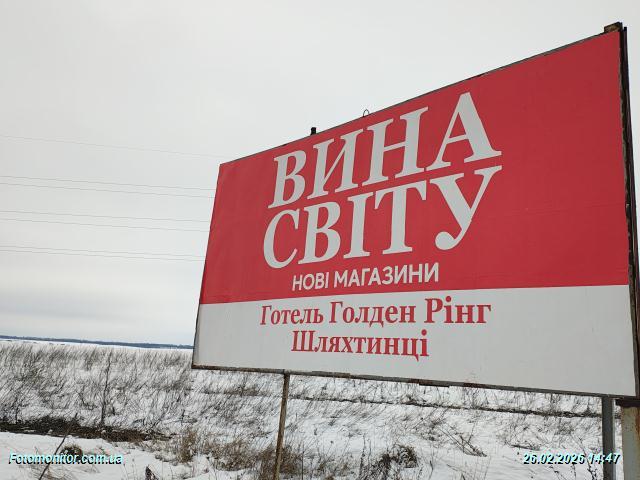 ВИНА
СВІТУ
НОВІ МАГАЗИНИ
Готель Голден Рінг
Шляхтинці
Fotomonitor.com.ua
26.02.2026 14:47